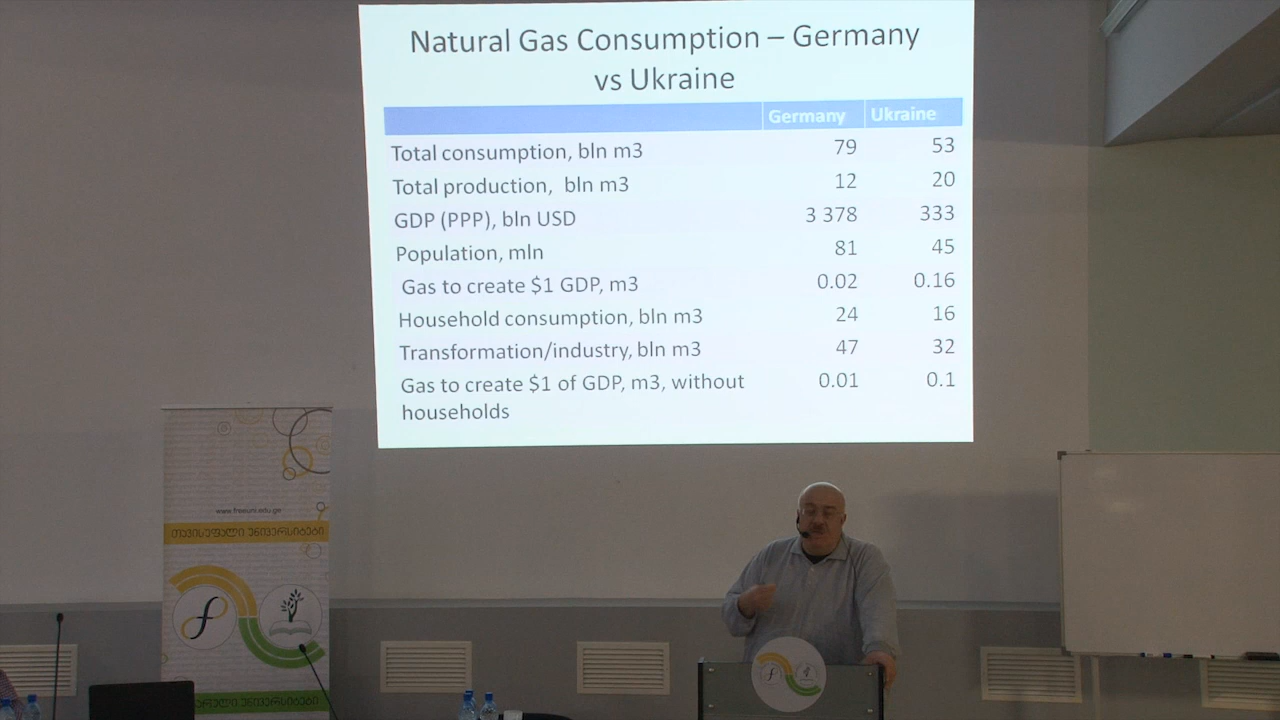 Natural Gas Consumption – Germany
vs Ukraine
Germany Ukraine
Total consumption, bln m3 79 53
Total production, bln m3 12 20
GDP (PPP), bln USD 3 378 333
Population, mln 81 45
Gas to create $1 GDP, m3 0.02 0.16
Household consumption, bln m3 24 16
Transformation/industry, bln m3 47 32
Gas to create $1 of GDP, m3, without 0.01 0.1
households
www.freeuni.edu.ge
თავისუფალი უნივერსიტეტი